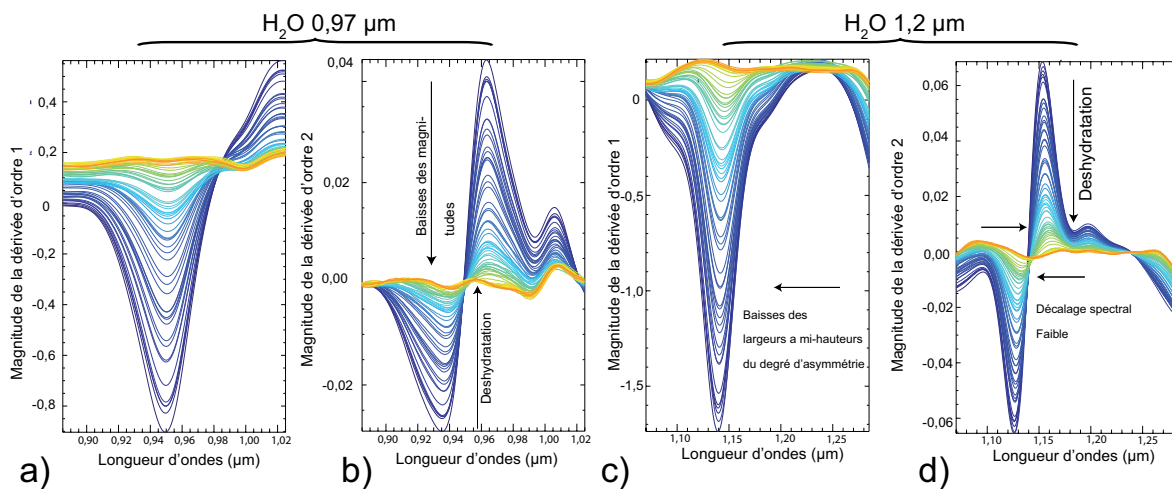 H₂O 0,97 µm
H₂O 1,2 µm
a)
Magnitude de la dérivée d'ordre 1
0,4
0,2
0
-0,2
-0,4
-0,6
-0,8
0,90 0,92 0,94 0,96 0,98 1,00 1,02
Longueur d'ondes (µm)
b)
Magnitude de la dérivée d'ordre 2
0,04
0,02
0,00
-0,02
Baisses des magni-
tudes
Deshydratation
0,90 0,92 0,94 0,96 0,98 1,00 1,02
Longueur d'ondes (µm)
c)
Magnitude de la dérivée d'ordre 1
0
-0,5
-1.0
-1.5
Baisses des
largeurs a mi-hauteurs
du degré d'asymétrie
1,10 1,15 1,20 1,25
Longueur d'ondes (µm)
d)
Magnitude de la dérivée d'ordre 2
0,06
0,04
0,02
0,00
-0,02
-0,04
-0,06
Deshydratation
Décalage spectral
Faible
1,10 1,15 1,20 1,25
Longueur d'ondes (µm)